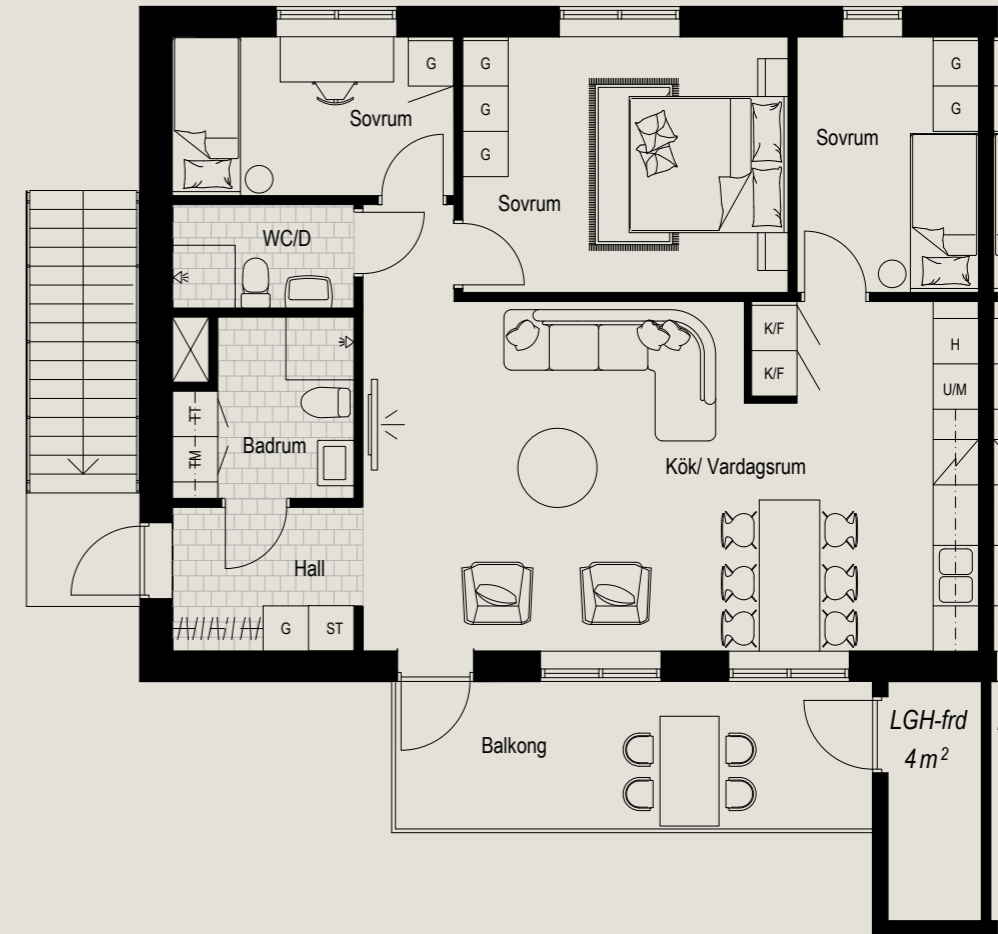 G
G
G
G
G
G
Sovrum
Sovrum
Sovrum
WC/D
K/F
K/F
H
U/M
TT
TM
Badrum
Kök/ Vardagsrum
Hall
G
ST
Balkong
LGH-frd
4 m²